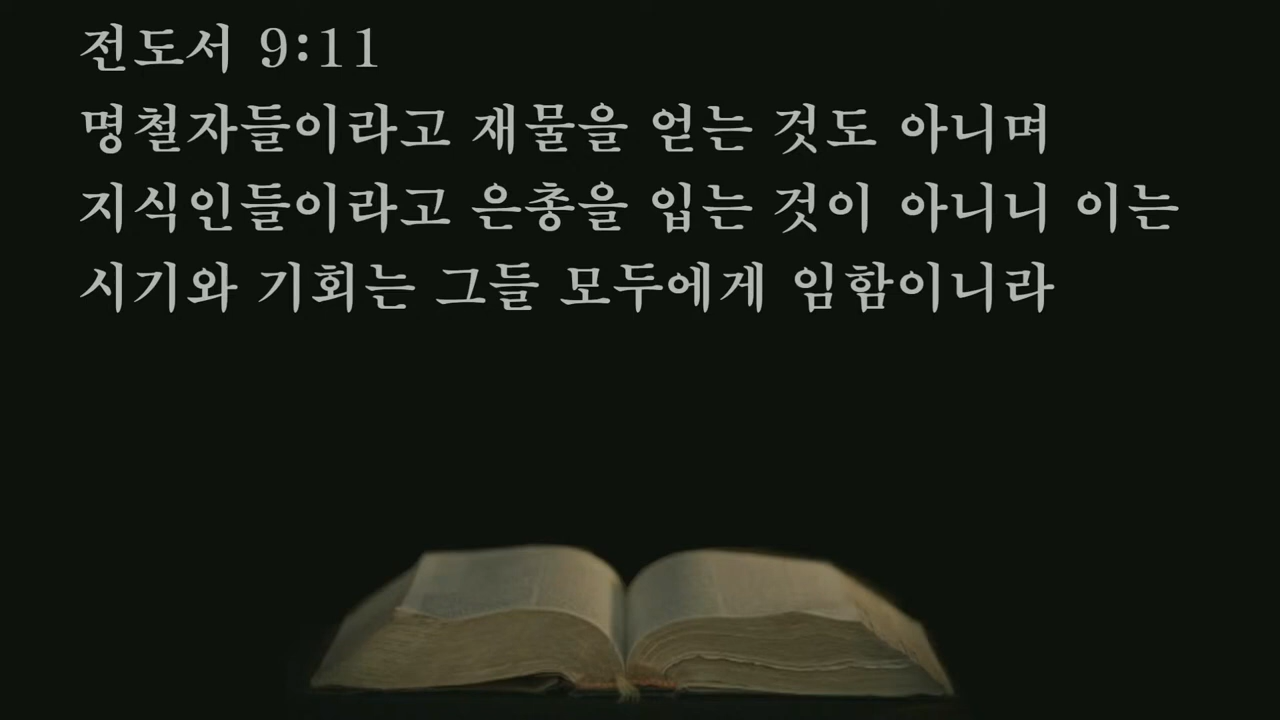 전도서 9:11
명철자들이라고 재물을 얻는 것도 아니며
지식인들이라고 은총을 입는 것이 아니니 이는
시기와 기회는 그들 모두에게 임함이니라